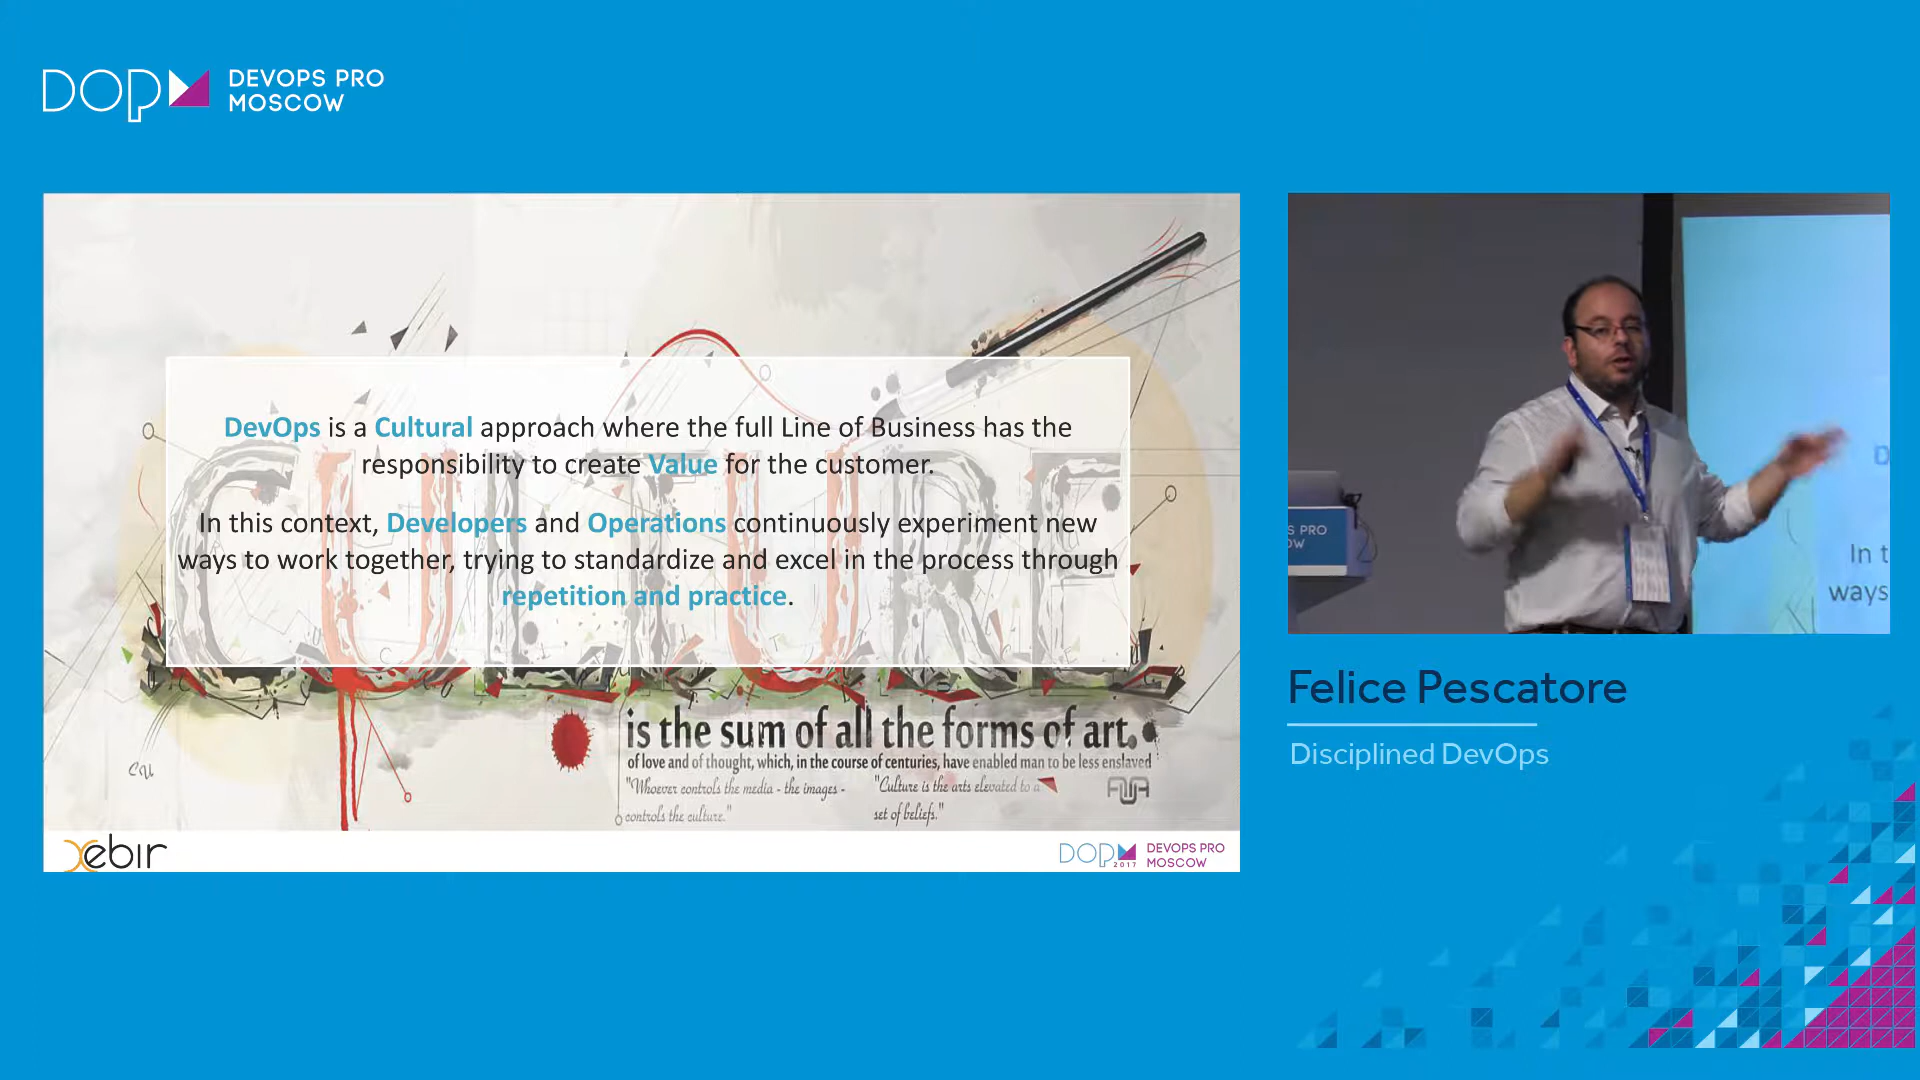 DOP DEVOPS PRO
MOSCOW
DevOps is a Cultural approach where the full Line of Business has the
responsibility to create Value for the customer.
In this context, Developers and Operations continuously experiment new
ways to work together, trying to standardize and excel in the process through
repetition and practice.
CULTURE
is the sum of all the forms of art.
of love and of thought, which, in the course of centuries, have enabled man to be less enslaved
"Whoever controls the media - the images -
controls the culture."
"Culture is the arts elevated to a
set of beliefs."
Xebir
DOP 2017 DEVOPS PRO
MOSCOW
S PRO
OW
D
In t
ways
Felice Pescatore
Disciplined DevOps